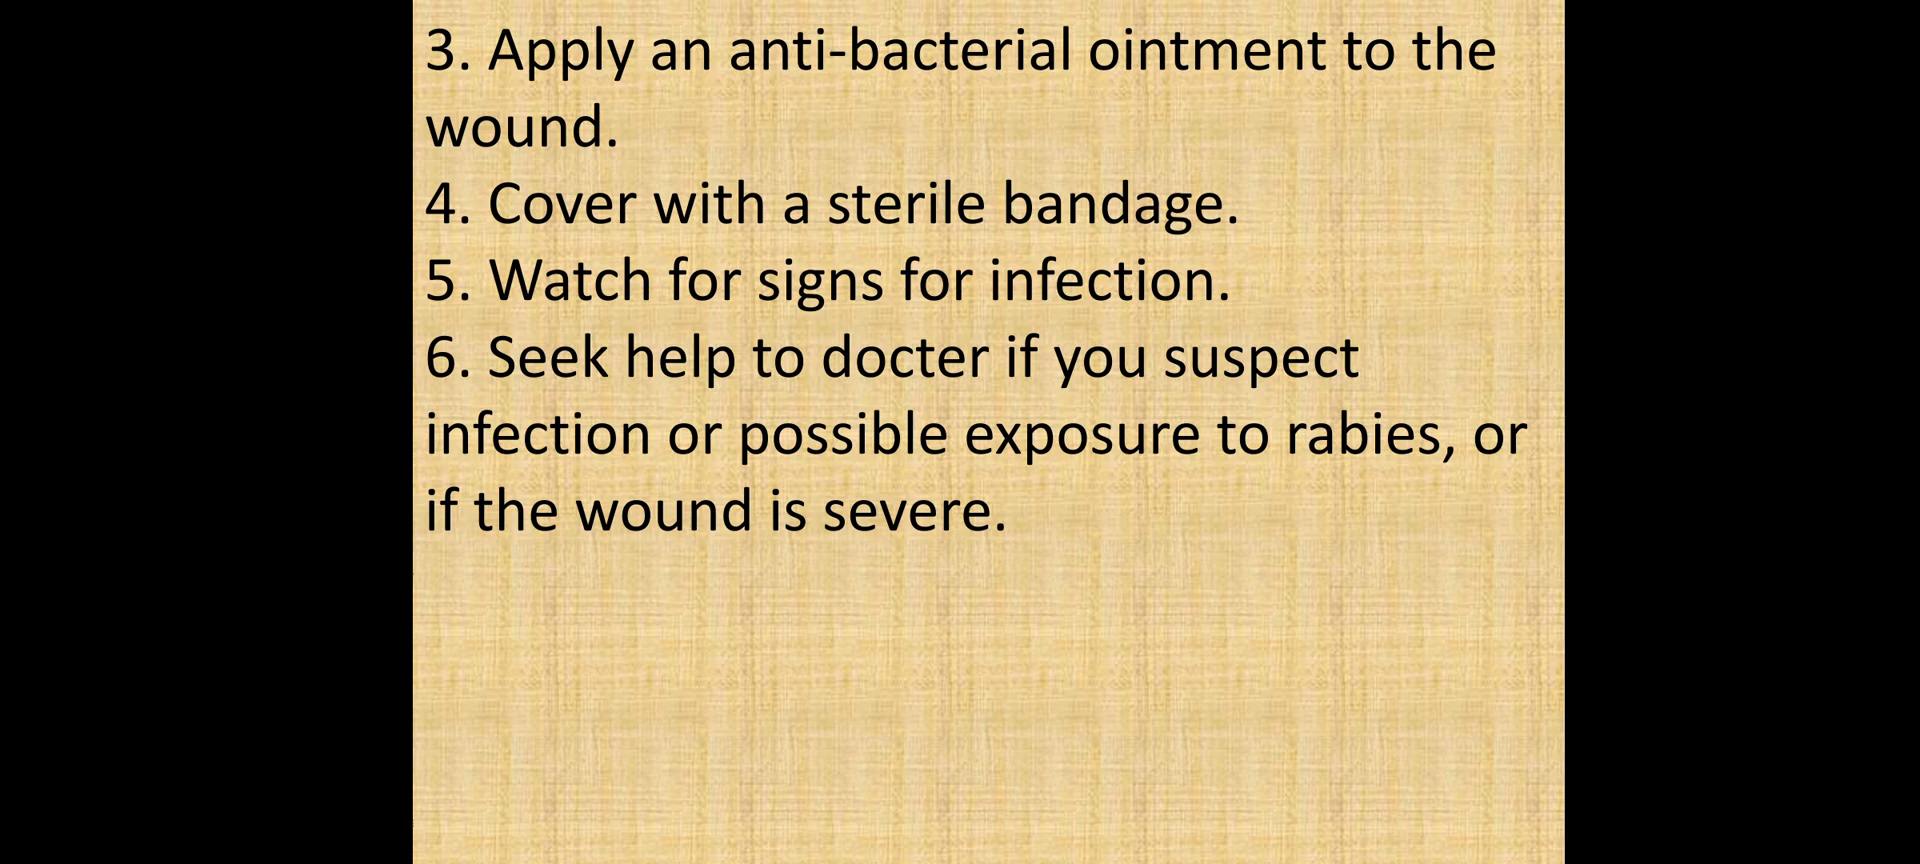 3. Apply an anti-bacterial ointment to the
wound.
4. Cover with a sterile bandage.
5. Watch for signs for infection.
6. Seek help to docter if you suspect
infection or possible exposure to rabies, or
if the wound is severe.